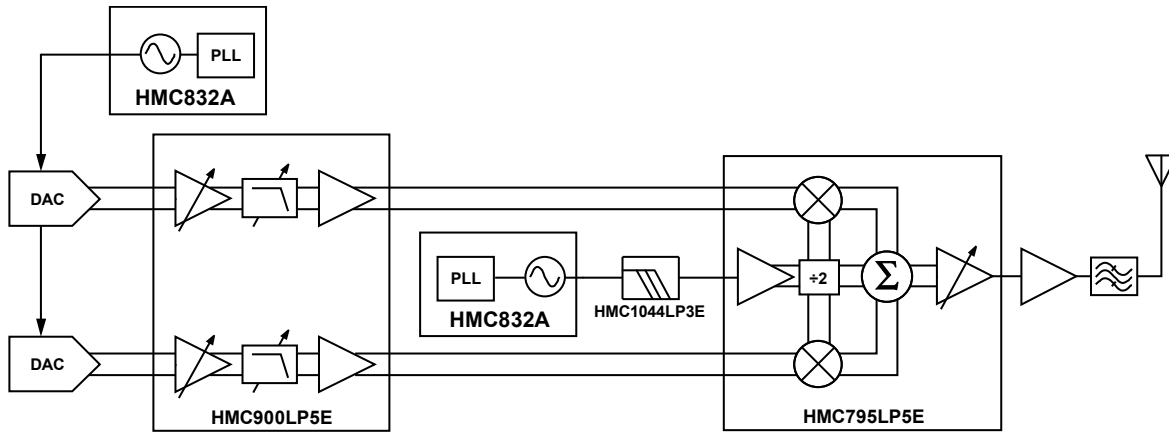 PLL
HMC832A
DAC
PLL
÷2
Σ
HMC832A
HMC1044LP3E
DAC
HMC900LP5E
HMC795LP5E